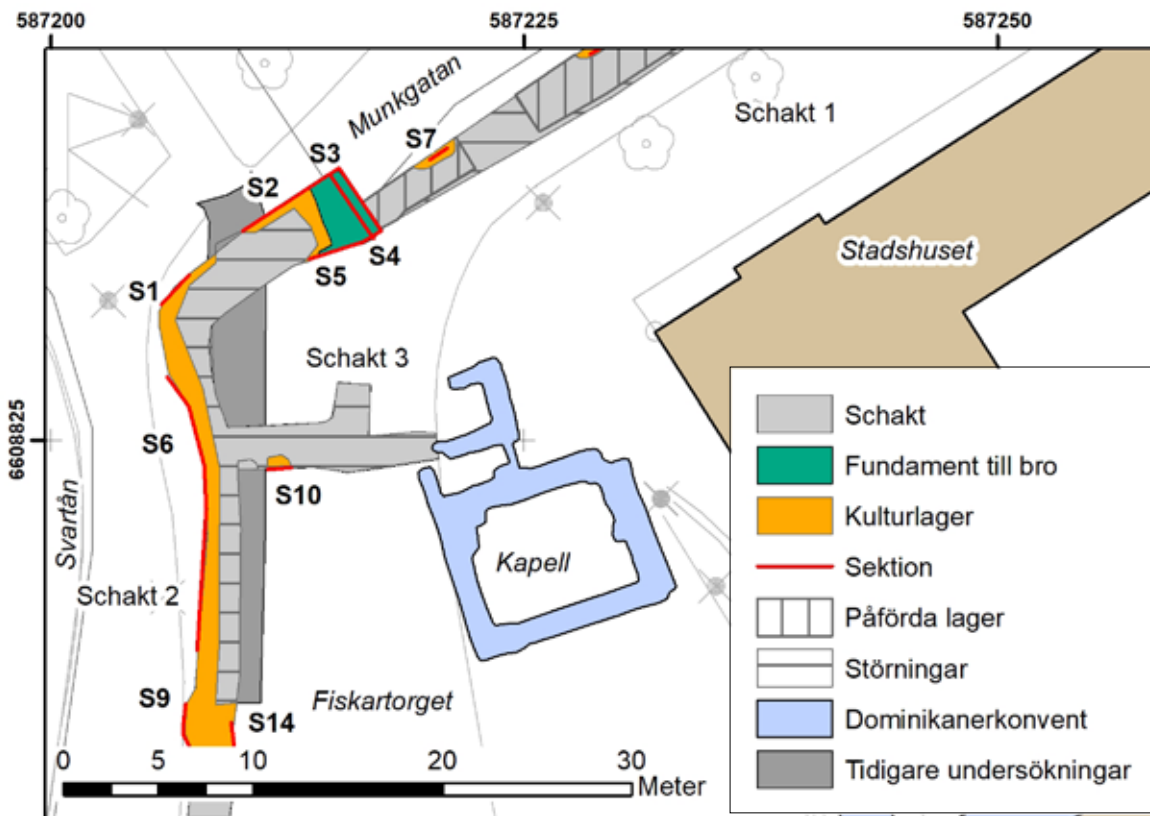 587200
587225
587250
Munkgatan
Schakt 1
S7
S3
S2
S4
S5
Stadshuset
S1
Schakt 3
6608825
S6
S10
Svartån
Kapell
Schakt 2
S9
S14
Fiskartorget
0 5 10 20 30
Meter
Schakt
Fundament till bro
Kulturlager
Sektion
Påförda lager
Störningar
Dominikanerkonvent
Tidigare undersökningar